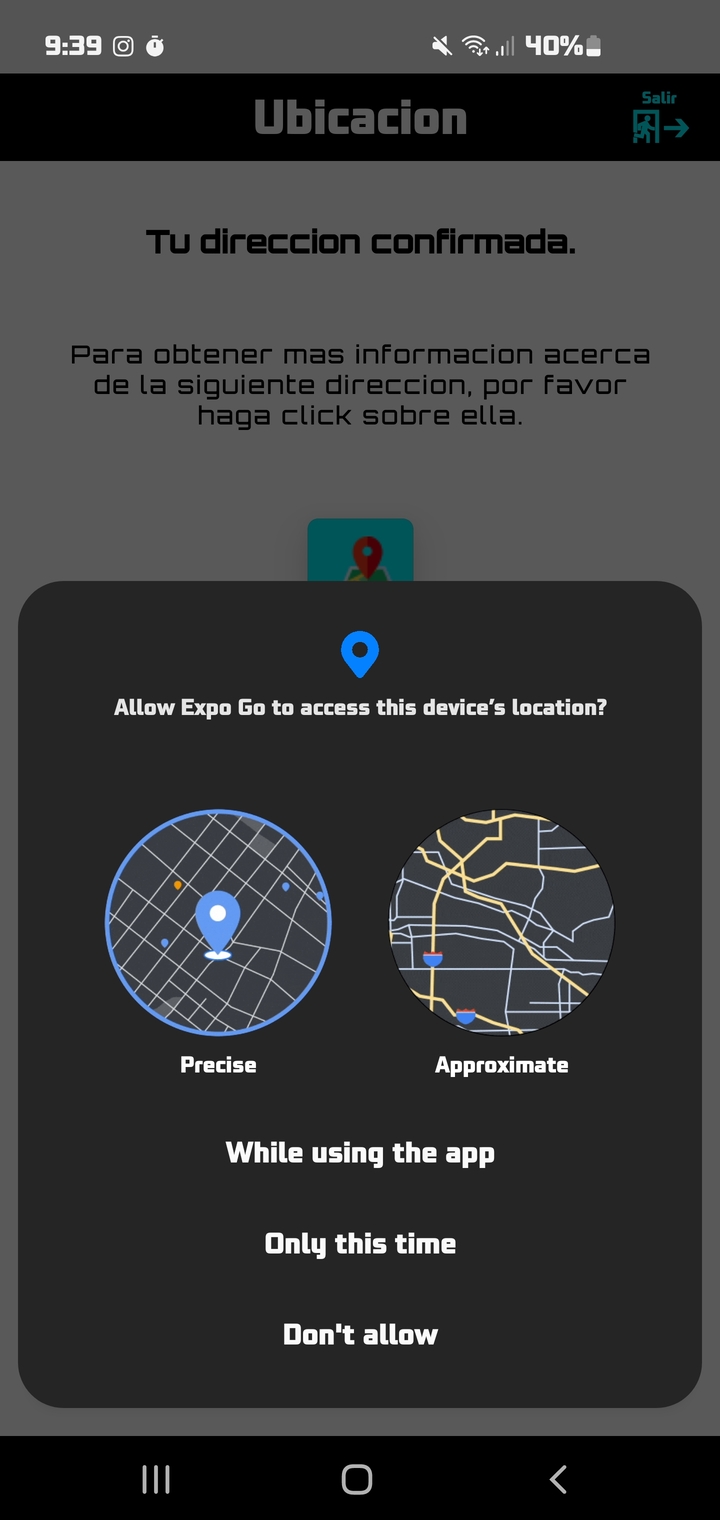 9:39
40%
Ubicacion
Salir
Tu direccion confirmada.
Para obtener mas informacion acerca
de la siguiente direccion, por favor
haga click sobre ella.
Allow Expo Go to access this device’s location?
Precise
Approximate
While using the app
Only this time
Don't allow